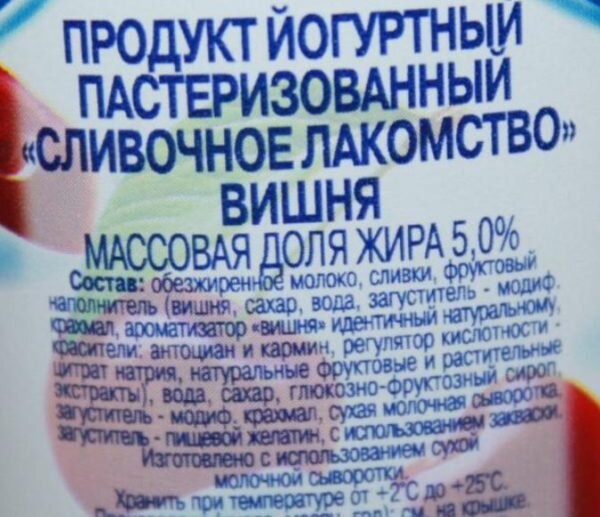 ПРОДУКТ ЙОГУРТНЫЙ
ПАСТЕРИЗОВАННЫЙ
«СЛИВОЧНОЕ ЛАКОМСТВО»
ВИШНЯ
МАССОВАЯ ДОЛЯ ЖИРА 5,0%
Состав: обезжиренное молоко, сливки, фруктовый
наполнитель (вишня, сахар, вода, загуститель - модиф.
крахмал, ароматизатор «вишня» идентичный натуральному,
красители: антоциан и кармин, регулятор кислотности -
цитрат натрия, натуральные фруктовые и растительные
экстракты), вода, сахар, глюкозно-фруктозный сироп,
загуститель - модиф. крахмал, сухая молочная сыворотка,
загуститель - пищевой желатин, с использованием закваски.
Изготовлено с использованием сухой
молочной сыворотки.
Хранить при температуре от +2°С до +25°С.
см. на крышке.